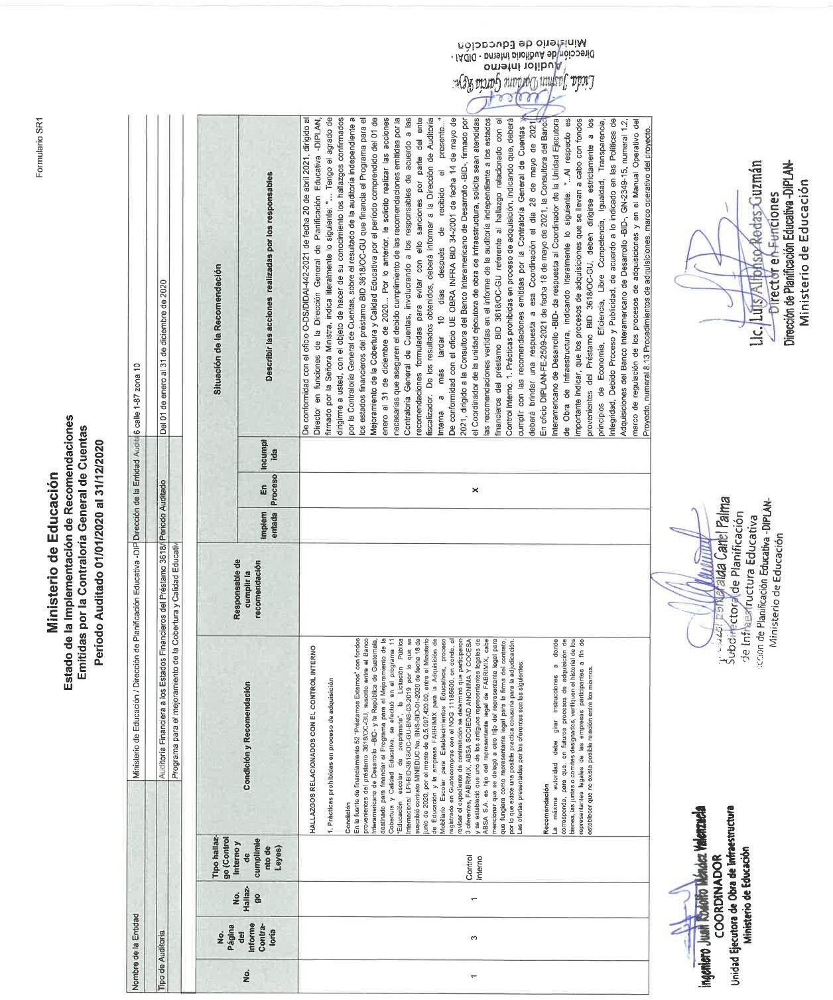 Formulario SR1
Ministerio de Educación
Estado de la Implementación de Recomendaciones
Emitidas por la Contraloría General de Cuentas
Período Auditado 01/01/2020 al 31/12/2020
Nombre de la Entidad
Ministerio de Educación / Dirección de Planificación Educativa -DIP
Dirección de la Entidad Audita
6 calle 1-87 zona 10
Tipo de Auditoria
Auditoria Financiera a los Estados Financieros del Préstamo 3618/
Periodo Auditado
Del 01 de enero al 31 de diciembre de 2020
Programa para el mejoramiento de la Cobertura y Calidad Educativ
No.
No.
Página
del
Informe
Contra-
loría
No.
Hallaz-
go
Tipo hallaz-
go (Control
Interno y
de
cumplimie
nto de
Leyes)
Condición y Recomendación
Responsable de
cumplir la
recomendación
Situación de la Recomendación
Implem
entada
En
Proceso
Incumpl
ida
Describir las acciones realizadas por los responsables
1
3
1
Control
Interno
HALLAZGOS RELACIONADOS CON EL CONTROL INTERNO
1. Prácticas prohibidas en proceso de adquisición
Condición
En la fuente de financiamiento 52 "Préstamos Externos" con fondos
provenientes del préstamo 3618/OC-GU, suscrito entre el Banco
Interamericano de Desarrollo –BID- y la República de Guatemala,
destinado para financiar el Programa para el Mejoramiento de la
Cobertura y Calidad Educativa, se efectuó en el programa 11
"Educación escolar de preprimaria", la Licitación Pública
Internacional LPI-BID-3618/OC-GU-BNS-03-2019 por lo que se
suscribió contrato MINEDUC No. BNS-BID-01-2020 de fecha 18 de
junio de 2020, por el monto de Q.5,097,420.00, entre el Ministerio
de Educación y la empresa FABRIMIX para la Adquisición de
Mobiliario Escolar para Establecimientos Educativos, proceso
registrado en Guatecompras con el NOG 11185600, en donde, al
revisar el expediente de contratación se determinó que participaron
3 oferentes, FABRIMIX, ABSA SOCIEDAD ANONIMA Y COCESA
y se estableció que uno de los antiguos representantes legales de
ABSA S.A. es hijo del representante legal de FABRIMIX, cabe
mencionar que se delegó a otro hijo del representante legal para
que fungiera como representante legal para la firma del contrato,
por lo que existe una posible practica colusoria para la adjudicación.
Las ofertas presentadas por los oferentes son las siguientes:
Recomendación
La máxima autoridad debe girar instrucciones a donde
corresponda, para que, en futuros procesos de adquisición de
bienes, las juntas o comités designados, verifiquen el historial de los
representantes legales de las empresas participantes a fin de
establecer que no exista posible relación entre los mismos.
X
De conformidad con el oficio O-DS/DIDAI-442-2021 de fecha 20 de abril 2021, dirigido al
Director en funciones de la Dirección General de Planificación Educativa -DIPLAN,
firmado por la Señora Ministra, indica literalmente lo siguiente: "... Tengo el agrado de
dirigirme a usted, con el objeto de hacer de su conocimiento los hallazgos confirmados
por la Contraloría General de Cuentas, sobre el resultado de la auditoría independiente a
los estados financieros del préstamo BID 3618/OC-GU que financia el Programa para el
Mejoramiento de la Cobertura y Calidad Educativa por el período comprendido del 01 de
enero al 31 de diciembre de 2020... Por lo anterior, le solicito realizar las acciones
necesarias que aseguren el debido cumplimiento de las recomendaciones emitidas por la
Contraloría General de Cuentas, involucrando a los responsables de acuerdo a las
recomendaciones formuladas para evitar con ello sanciones por parte del ente
fiscalizador. De los resultados obtenidos, deberá informar a la Dirección de Auditoría
Interna a más tardar 10 días después de recibido el presente..."
De conformidad con el oficio UE OBRA INFRA BID 34-2001 de fecha 14 de mayo de
2021, dirigido a la Consultora del Banco Interamericano de Desarrollo -BID-, firmado por
el Coordinador de la unidad ejecutora de obra de infraestructura, solicita sean atendidas
las recomendaciones vertidas en el informe de la auditoría independiente a los estados
financieros del préstamo BID 3618/OC-GU referente al hallazgo relacionado con el
Control Interno. 1. Prácticas prohibidas en proceso de adquisición, indicando que, deberá
cumplir con las recomendaciones emitidas por la Contraloría General de Cuentas y
deberá brindar una respuesta a esa Coordinación el día 28 de mayo de 2021
En oficio DIPLAN-FE-2509-2021 de fecha 18 de mayo de 2021, la Consultora del Banco
Interamericano de Desarrollo -BID- da respuesta al Coordinador de la Unidad Ejecutora
de Obra de Infraestructura, indicando literalmente lo siguiente: "...Al respecto es
importante indicar, que los procesos de adquisiciones que se llevan a cabo con fondos
provenientes del Préstamo BID 3618/OC-GU, deben dirigirse estrictamente a los
principios de Economía, Eficiencia, Libre Competencia, Igualdad, Transparencia,
Integridad, Debido Proceso y Publicidad, de acuerdo a lo indicado en las Políticas de
Adquisiciones del Banco Interamericano de Desarrollo -BID-, GN-2349-15, numeral 1.2,
marco de regulación de los procesos de adquisiciones y en el Manual Operativo del
Proyecto, numeral 8.13 Procedimientos de adquisiciones, marco operativo del proyecto.
Licda. Jasmin Dariane García Reye
Auditor Interno
Dirección de Auditoria Interna - DIDAI -
Ministerio de Educación
Ingeniero Juan Rodolfo Méndez Valenzuela
COORDINADOR
Unidad Ejecutora de Obra de Infraestructura
Ministerio de Educación
Esmeralda Canel Palma
Subdirectora de Planificación
de Infraestructura Educativa
de Planificación Educativa -DIPLAN-
Ministerio de Educación
Lic. Luis Alfonso Rodas Guzmán
Director en Funciones
Dirección de Planificación Educativa -DIPLAN-
Ministerio de Educación